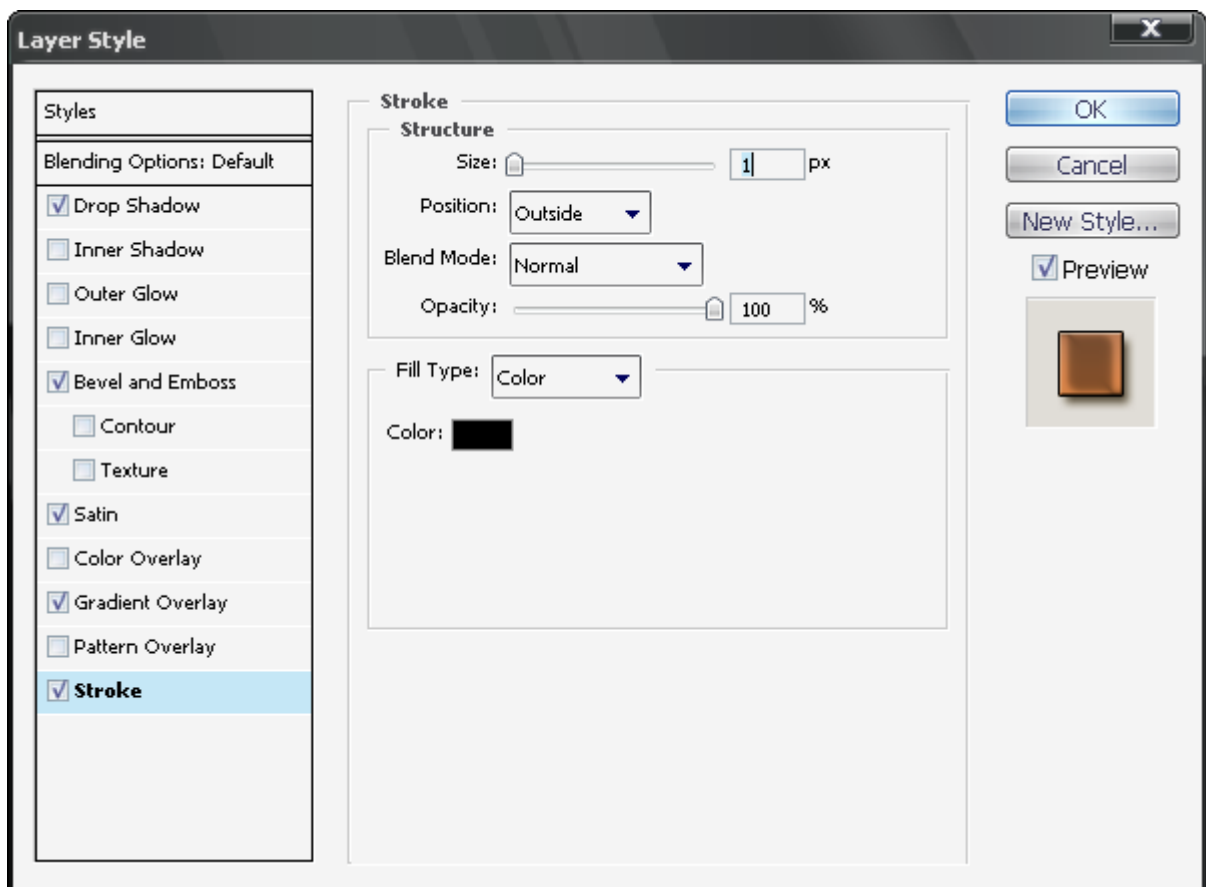 Layer Style
Styles
Blending Options: Default
Drop Shadow
Inner Shadow
Outer Glow
Inner Glow
Bevel and Emboss
Contour
Texture
Satin
Color Overlay
Gradient Overlay
Pattern Overlay
Stroke
Stroke
Structure
Size: 1 px
Position: Outside
Blend Mode: Normal
Opacity: 100 %
Fill Type: Color
Color:
OK
Cancel
New Style...
Preview